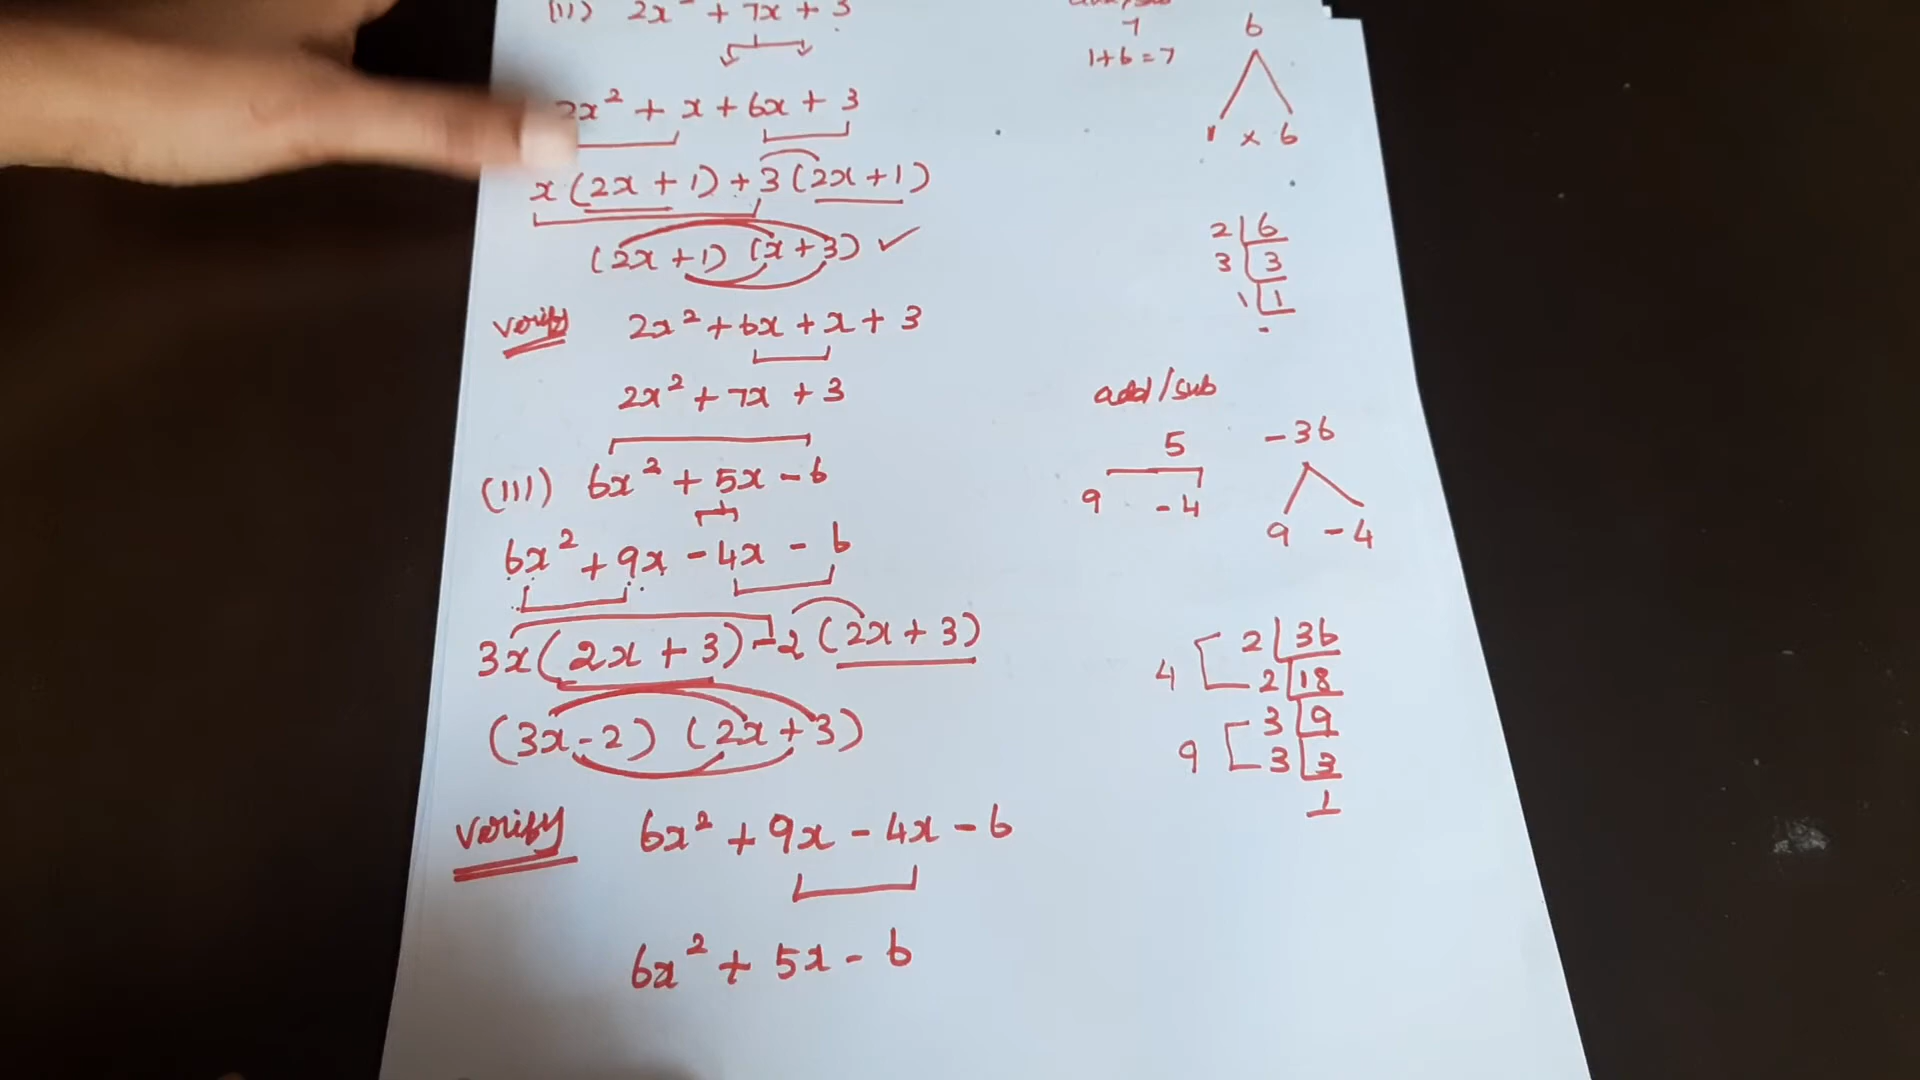 (11) 2x² + 7x + 3
2x² + x + 6x + 3
x (2x + 1) + 3 (2x + 1)
(2x + 1) (x + 3) ✓
Verify 2x² + 6x + x + 3
2x² + 7x + 3
(111) 6x² + 5x - 6
6x² + 9x - 4x - 6
3x (2x + 3) - 2 (2x + 3)
(3x - 2) (2x + 3)
Verify 6x² + 9x - 4x - 6
6x² + 5x - 6
7
1 + 6 = 7
6
1 x 6
2 | 6
3 | 3
1 | 1
add/sub
5
9 - 4
- 36
9 - 4
2 | 36
4 2 | 18
3 | 9
9 3 | 3
1